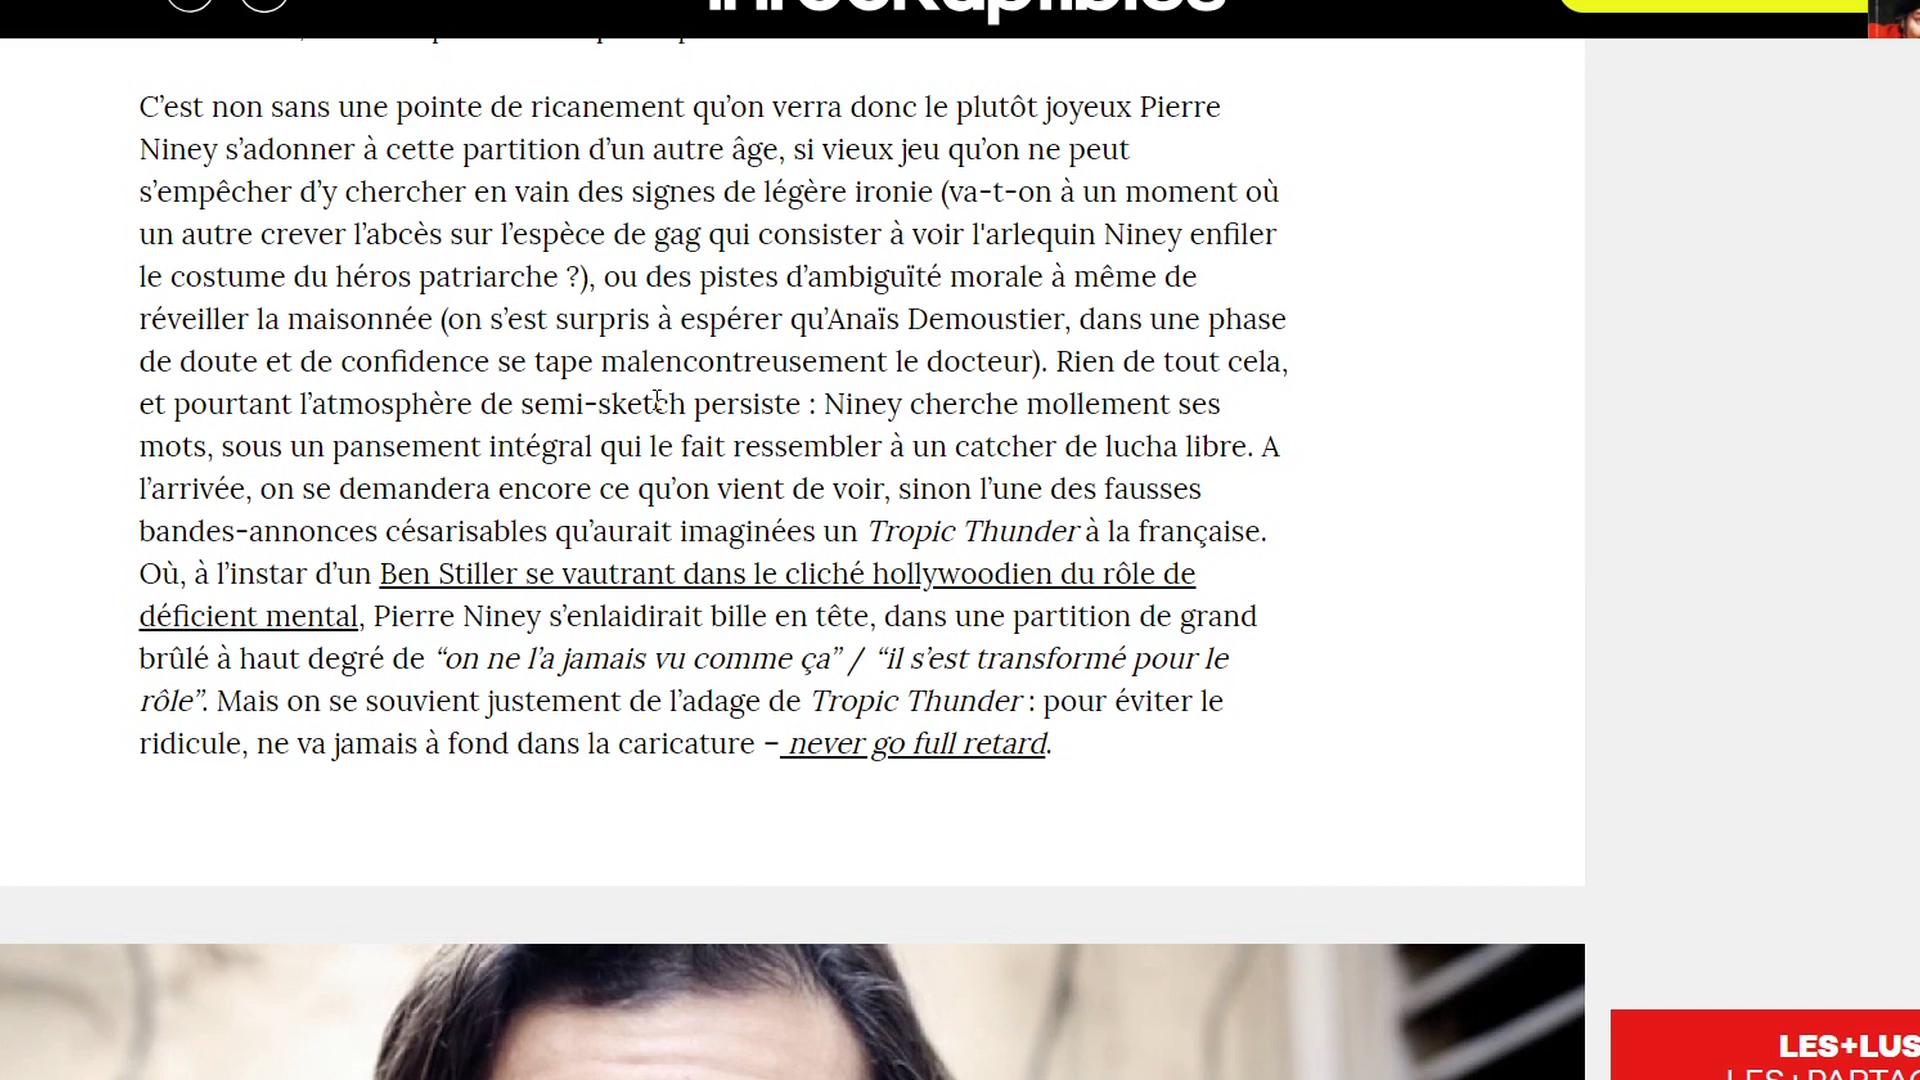 C’est non sans une pointe de ricanement qu’on verra donc le plutôt joyeux Pierre
Niney s’adonner à cette partition d’un autre âge, si vieux jeu qu’on ne peut
s’empêcher d’y chercher en vain des signes de légère ironie (va-t-on à un moment où
un autre crever l’abcès sur l’espèce de gag qui consister à voir l'arlequin Niney enfiler
le costume du héros patriarche ?), ou des pistes d’ambiguïté morale à même de
réveiller la maisonnée (on s’est surpris à espérer qu’Anaïs Demoustier, dans une phase
de doute et de confidence se tape malencontreusement le docteur). Rien de tout cela,
et pourtant l’atmosphère de semi-sketch persiste : Niney cherche mollement ses
mots, sous un pansement intégral qui le fait ressembler à un catcher de lucha libre. A
l’arrivée, on se demandera encore ce qu’on vient de voir, sinon l’une des fausses
bandes-annonces césarisables qu’aurait imaginées un Tropic Thunder à la française.
Où, à l’instar d’un Ben Stiller se vautrant dans le cliché hollywoodien du rôle de
déficient mental, Pierre Niney s’enlaidirait bille en tête, dans une partition de grand
brûlé à haut degré de “on ne l’a jamais vu comme ça” / “il s’est transformé pour le
rôle”. Mais on se souvient justement de l’adage de Tropic Thunder : pour éviter le
ridicule, ne va jamais à fond dans la caricature – never go full retard.
LES+LUS